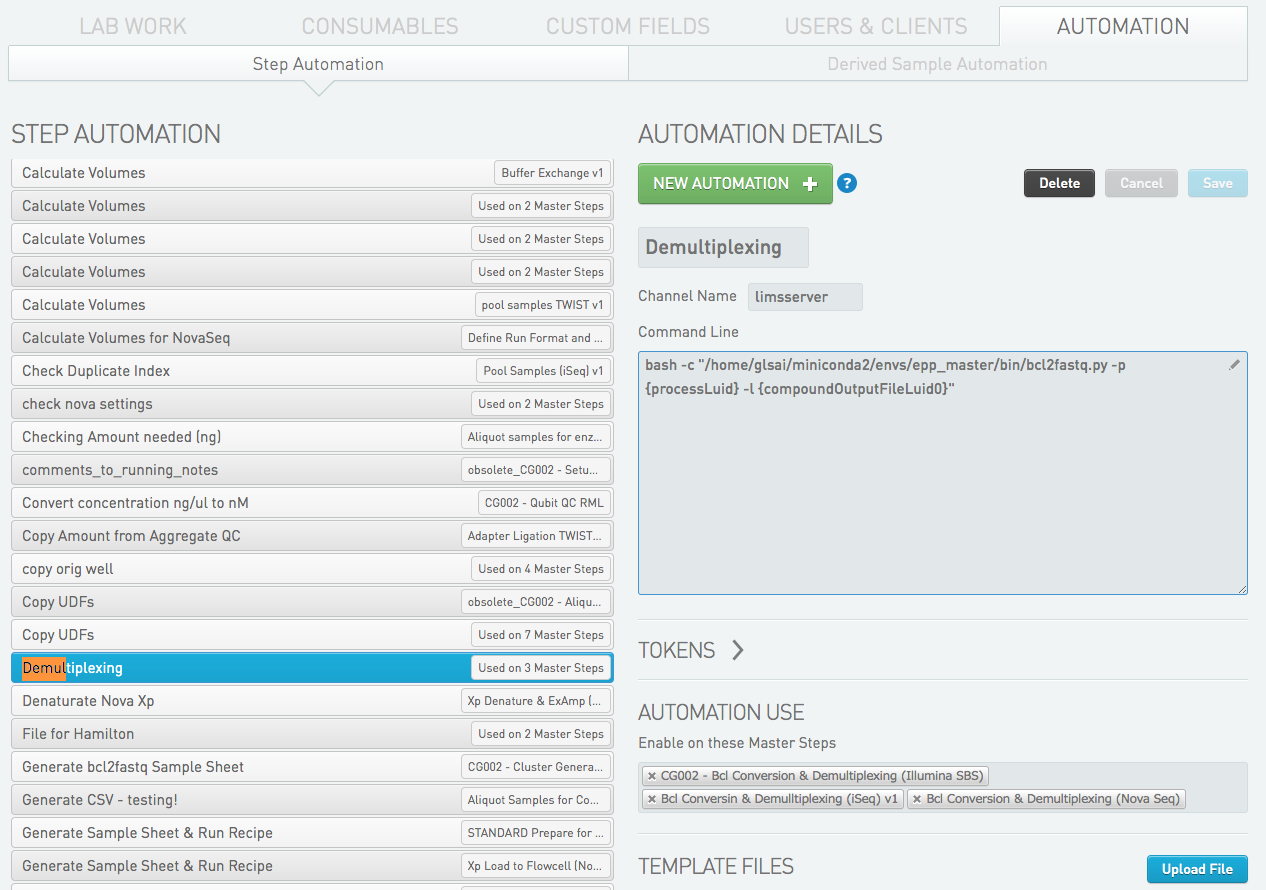 LAB WORK CONSUMABLES CUSTOM FIELDS USERS & CLIENTS AUTOMATION
Step Automation Derived Sample Automation
STEP AUTOMATION
Calculate Volumes Buffer Exchange v1
Calculate Volumes Used on 2 Master Steps
Calculate Volumes Used on 2 Master Steps
Calculate Volumes Used on 2 Master Steps
Calculate Volumes pool samples TWIST v1
Calculate Volumes for NovaSeq Define Run Format and ...
Check Duplicate Index Pool Samples (iSeq) v1
check nova settings Used on 2 Master Steps
Checking Amount needed (ng) Aliquot samples for enz...
comments_to_running_notes obsolete_CG002 - Setu...
Convert concentration ng/ul to nM CG002 - Qubit QC RML
Copy Amount from Aggregate QC Adapter Ligation TWIST...
copy orig well Used on 4 Master Steps
Copy UDFs obsolete_CG002 - Aliqu...
Copy UDFs Used on 7 Master Steps
Demultiplexing Used on 3 Master Steps
Denaturate Nova Xp Xp Denature & ExAmp (...
File for Hamilton Used on 2 Master Steps
Generate bcl2fastq Sample Sheet CG002 - Cluster Genera...
Generate CSV - testing! Aliquot Samples for Co...
Generate Sample Sheet & Run Recipe STANDARD Prepare for ...
Generate Sample Sheet & Run Recipe Xp Load to Flowcell (No...
AUTOMATION DETAILS
NEW AUTOMATION + ? Delete Cancel Save
Demultiplexing
Channel Name limsserver
Command Line
bash -c "/home/glsai/miniconda2/envs/epp_master/bin/bcl2fastq.py -p
{processLuid} -l {compoundOutputFileLuid0}"
TOKENS
AUTOMATION USE
Enable on these Master Steps
× CG002 - Bcl Conversion & Demultiplexing (Illumina SBS)
× Bcl Conversin & Demulltiplexing (iSeq) v1 × Bcl Conversion & Demultiplexing (Nova Seq)
TEMPLATE FILES Upload File